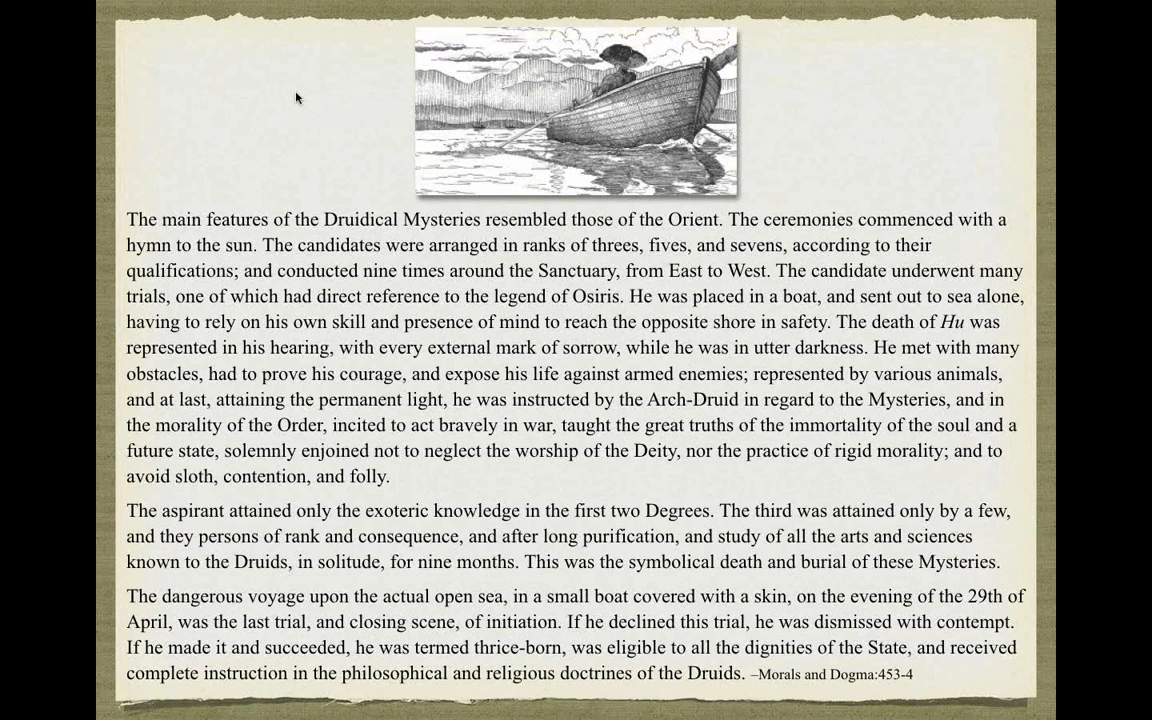 The main features of the Druidical Mysteries resembled those of the Orient. The ceremonies commenced with a
hymn to the sun. The candidates were arranged in ranks of threes, fives, and sevens, according to their
qualifications; and conducted nine times around the Sanctuary, from East to West. The candidate underwent many
trials, one of which had direct reference to the legend of Osiris. He was placed in a boat, and sent out to sea alone,
having to rely on his own skill and presence of mind to reach the opposite shore in safety. The death of Hu was
represented in his hearing, with every external mark of sorrow, while he was in utter darkness. He met with many
obstacles, had to prove his courage, and expose his life against armed enemies; represented by various animals,
and at last, attaining the permanent light, he was instructed by the Arch-Druid in regard to the Mysteries, and in
the morality of the Order, incited to act bravely in war, taught the great truths of the immortality of the soul and a
future state, solemnly enjoined not to neglect the worship of the Deity, nor the practice of rigid morality; and to
avoid sloth, contention, and folly.
The aspirant attained only the exoteric knowledge in the first two Degrees. The third was attained only by a few,
and they persons of rank and consequence, and after long purification, and study of all the arts and sciences
known to the Druids, in solitude, for nine months. This was the symbolical death and burial of these Mysteries.
The dangerous voyage upon the actual open sea, in a small boat covered with a skin, on the evening of the 29th of
April, was the last trial, and closing scene, of initiation. If he declined this trial, he was dismissed with contempt.
If he made it and succeeded, he was termed thrice-born, was eligible to all the dignities of the State, and received
complete instruction in the philosophical and religious doctrines of the Druids. –Morals and Dogma:453-4